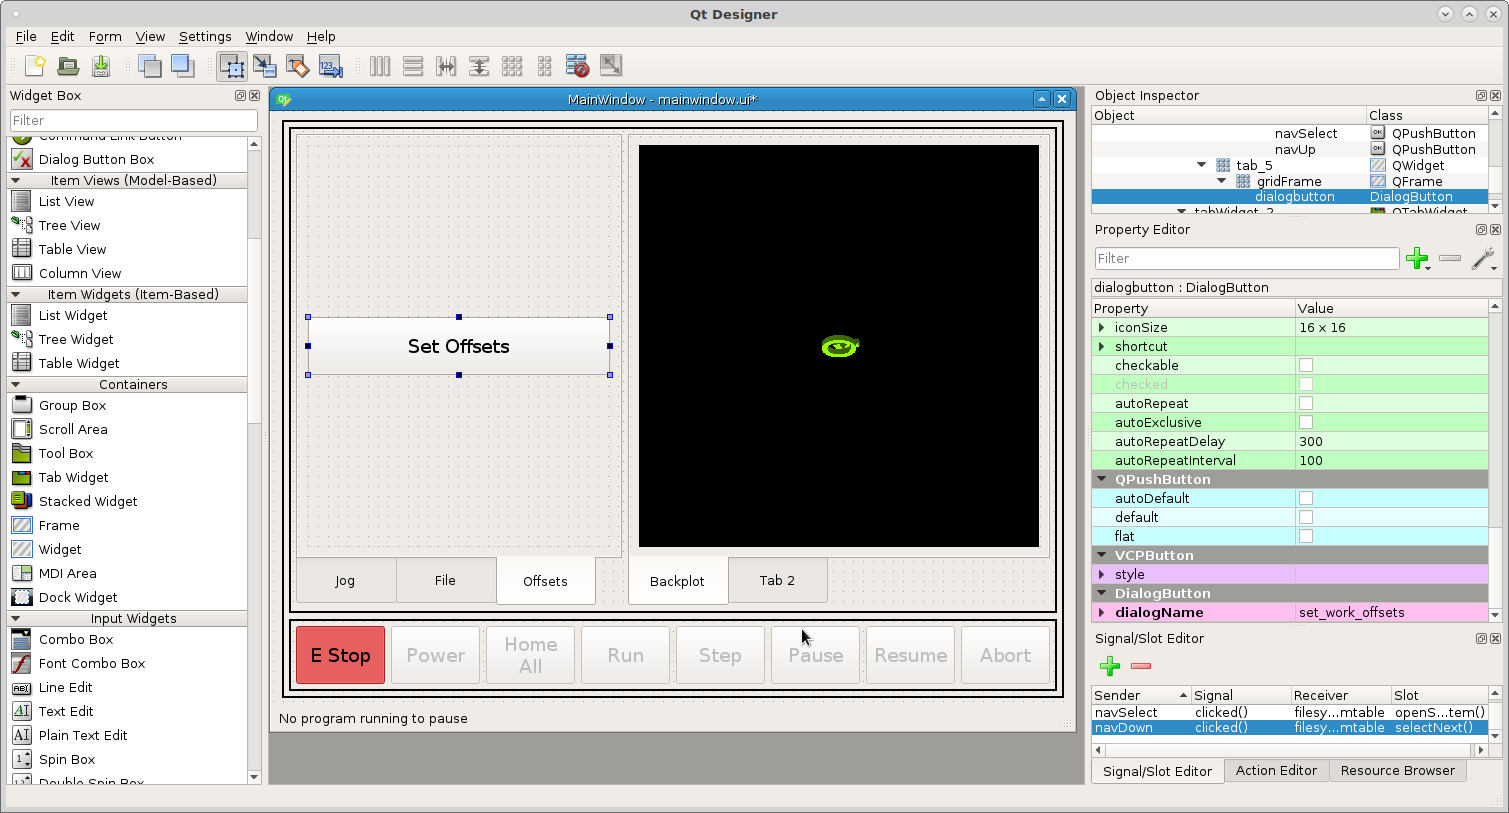 Qt Designer
File Edit Form View Settings Window Help
Widget Box
Filter
Command Link Button
Dialog Button Box
Item Views (Model-Based)
List View
Tree View
Table View
Column View
Item Widgets (Item-Based)
List Widget
Tree Widget
Table Widget
Containers
Group Box
Scroll Area
Tool Box
Tab Widget
Stacked Widget
Frame
Widget
MDI Area
Dock Widget
Input Widgets
Combo Box
Font Combo Box
Line Edit
Text Edit
Plain Text Edit
Spin Box
Double Spin Box
MainWindow - mainwindow.ui*
Set Offsets
Jog File Offsets
Backplot Tab 2
E Stop Power Home All Run Step Pause Resume Abort
No program running to pause
Object Inspector
Object Class
navSelect QPushButton
navUp QPushButton
tab_5 QWidget
gridFrame QFrame
dialogbutton DialogButton
tabWidget_2 QTabWidget
Property Editor
Filter
dialogbutton : DialogButton
Property Value
iconSize 16 x 16
shortcut
checkable
checked
autoRepeat
autoExclusive
autoRepeatDelay 300
autoRepeatInterval 100
QPushButton
autoDefault
default
flat
VCPButton
style
DialogButton
dialogName set_work_offsets
Signal/Slot Editor
Sender Signal Receiver Slot
navSelect clicked() filesy...mtable openS...tem()
navDown clicked() filesy...mtable selectNext()
Signal/Slot Editor Action Editor Resource Browser